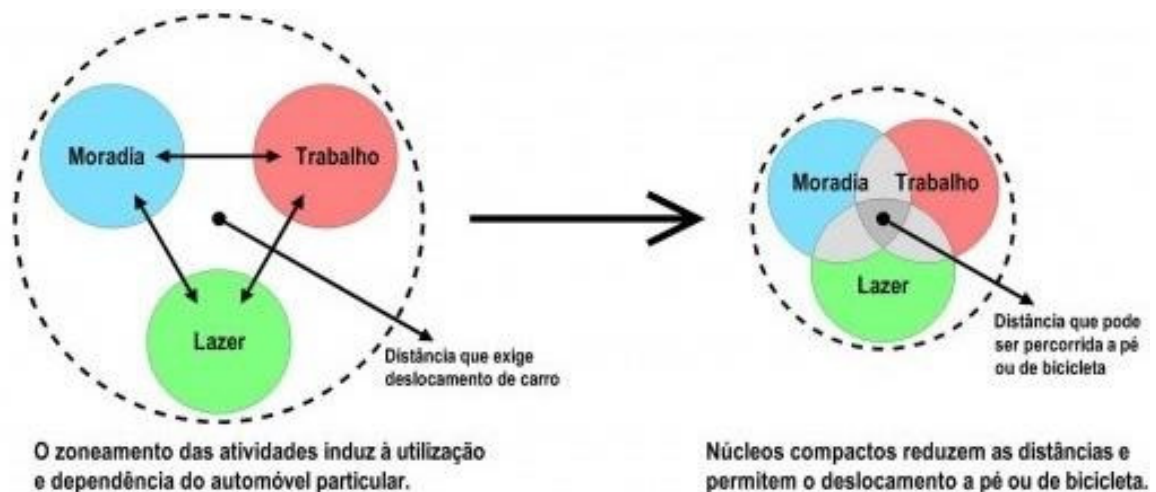 Moradia
Trabalho
Lazer
Distância que exige
deslocamento de carro
O zoneamento das atividades induz à utilização
e dependência do automóvel particular.
Moradia
Trabalho
Lazer
Distância que pode
ser percorrida a pé
ou de bicicleta
Núcleos compactos reduzem as distâncias e
permitem o deslocamento a pé ou de bicicleta.